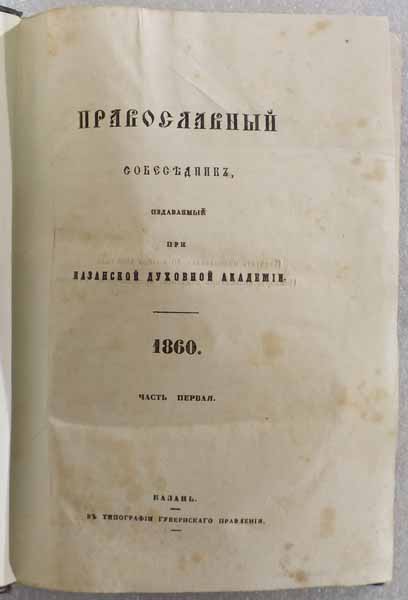 ПРАВОСЛАВНЫЙ
СОБЕСѢДНИКЪ,
ИЗДАВАЕМЫЙ
ПРИ
КАЗАНСКОЙ ДУХОВНОЙ АКАДЕМІИ.
1860.
ЧАСТЬ ПЕРВАЯ.
КАЗАНЬ.
ВЪ ТИПОГРАФІИ ГУБЕРНСКАГО ПРАВЛЕНІЯ.